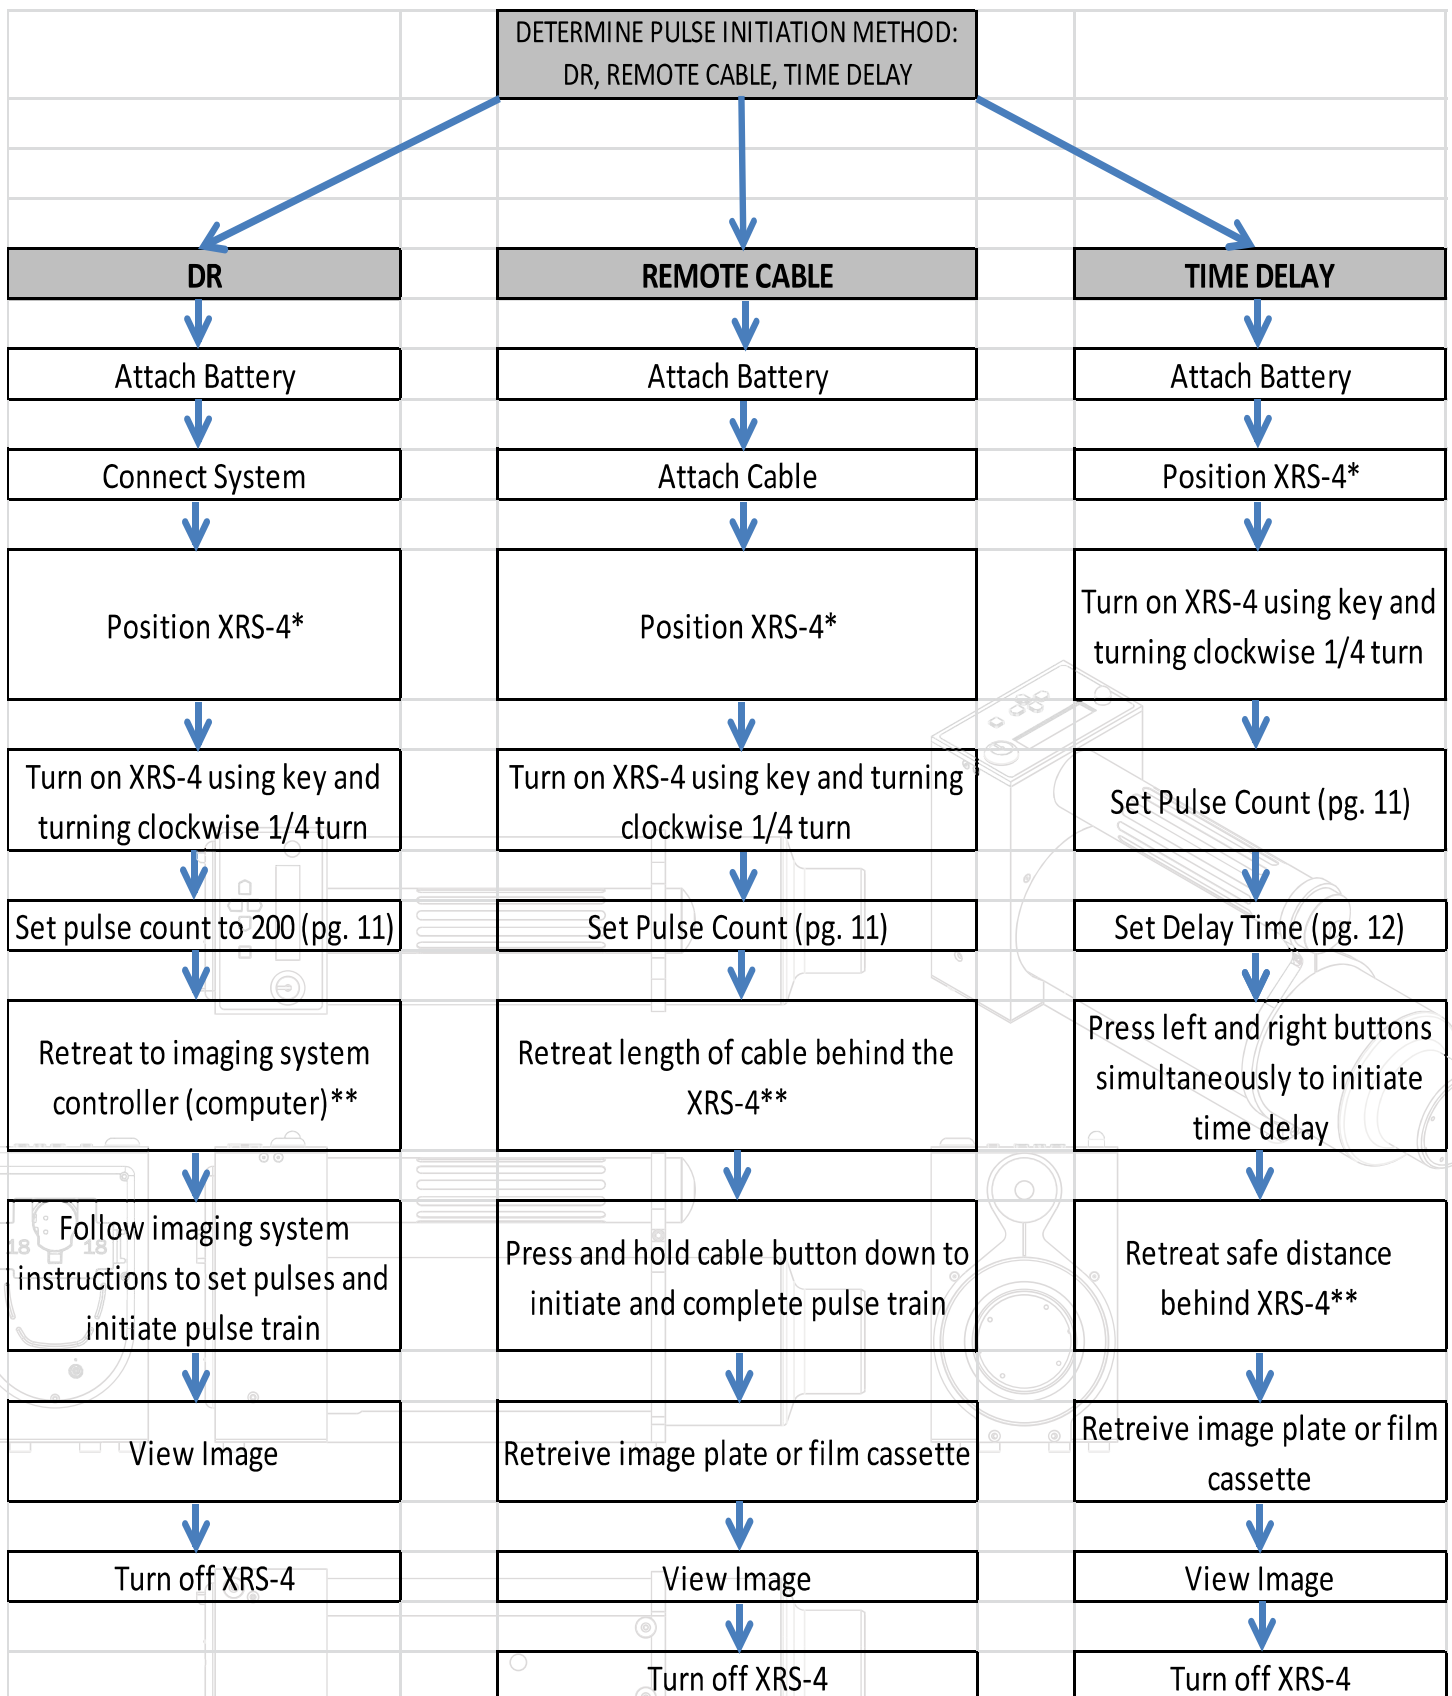 DETERMINE PULSE INITIATION METHOD:
DR, REMOTE CABLE, TIME DELAY
DR
Attach Battery
Connect System
Position XRS-4*
Turn on XRS-4 using key and
turning clockwise 1/4 turn
Set pulse count to 200 (pg. 11)
Retreat to imaging system
controller (computer)**
Follow imaging system
instructions to set pulses and
initiate pulse train
View Image
Turn off XRS-4
REMOTE CABLE
Attach Battery
Attach Cable
Position XRS-4*
Turn on XRS-4 using key and turning
clockwise 1/4 turn
Set Pulse Count (pg. 11)
Retreat length of cable behind the
XRS-4**
Press and hold cable button down to
initiate and complete pulse train
Retreive image plate or film cassette
View Image
Turn off XRS-4
TIME DELAY
Attach Battery
Position XRS-4*
Turn on XRS-4 using key and
turning clockwise 1/4 turn
Set Pulse Count (pg. 11)
Set Delay Time (pg. 12)
Press left and right buttons
simultaneously to initiate
time delay
Retreat safe distance
behind XRS-4**
Retreive image plate or film
cassette
View Image
Turn off XRS-4
18
18